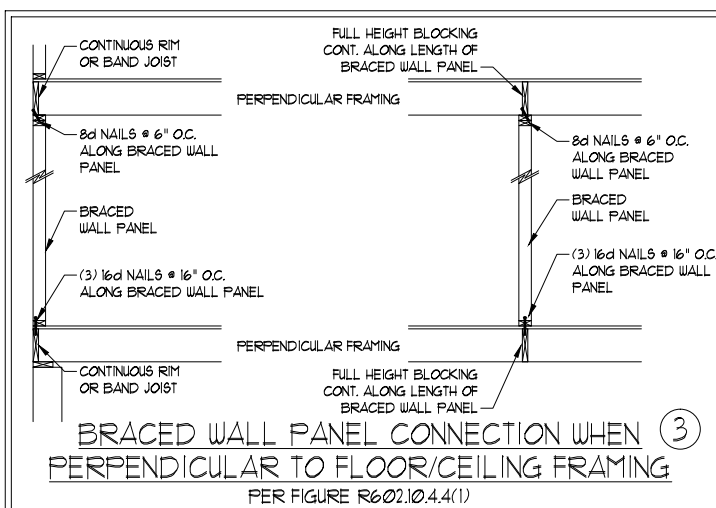 CONTINUOUS RIM
OR BAND JOIST
FULL HEIGHT BLOCKING
CONT. ALONG LENGTH OF
BRACED WALL PANEL
PERPENDICULAR FRAMING
8d NAILS @ 6" O.C.
ALONG BRACED WALL
PANEL
8d NAILS @ 6" O.C.
ALONG BRACED
WALL PANEL
BRACED
WALL PANEL
BRACED
WALL PANEL
(3) 16d NAILS @ 16" O.C.
ALONG BRACED WALL PANEL
(3) 16d NAILS @ 16" O.C.
ALONG BRACED WALL
PANEL
PERPENDICULAR FRAMING
CONTINUOUS RIM
OR BAND JOIST
FULL HEIGHT BLOCKING
CONT. ALONG LENGTH OF
BRACED WALL PANEL
BRACED WALL PANEL CONNECTION WHEN 3
PERPENDICULAR TO FLOOR/CEILING FRAMING
PER FIGURE R602.10.4.4(1)